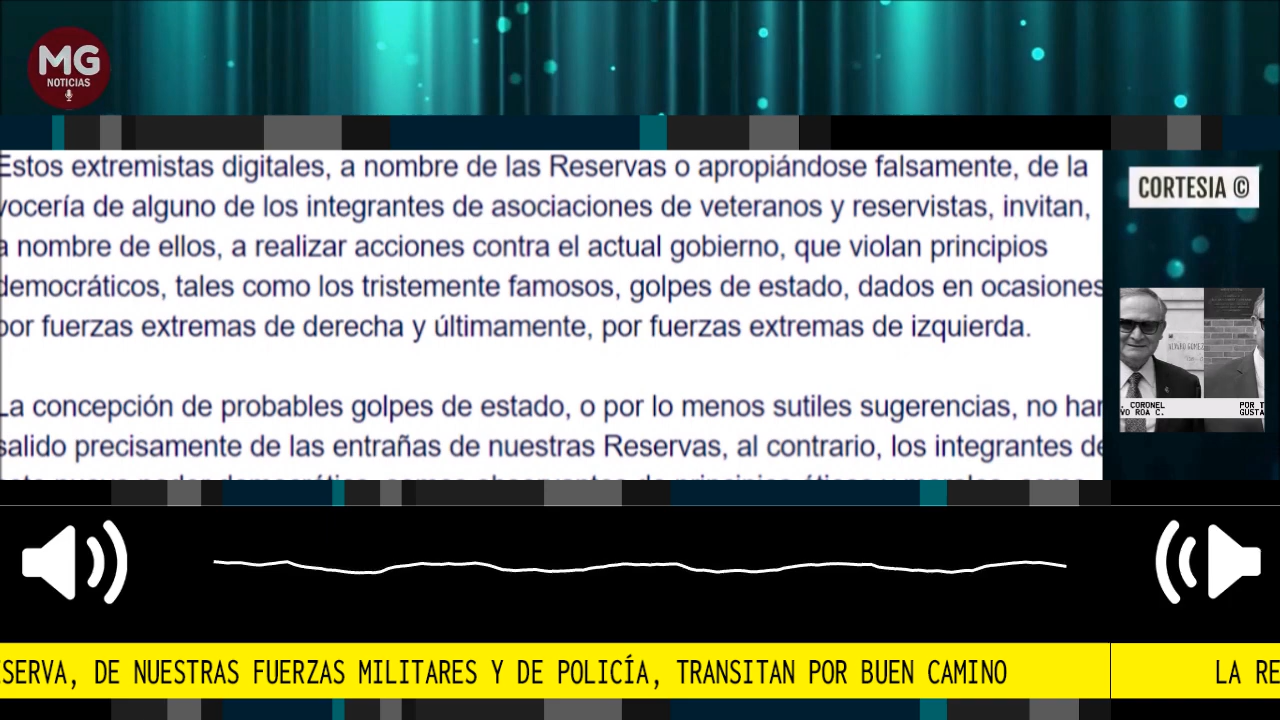 MG
NOTICIAS
Estos extremistas digitales, a nombre de las Reservas o apropiándose falsamente, de la
vocería de alguno de los integrantes de asociaciones de veteranos y reservistas, invitan,
a nombre de ellos, a realizar acciones contra el actual gobierno, que violan principios
democráticos, tales como los tristemente famosos, golpes de estado, dados en ocasiones
por fuerzas extremas de derecha y últimamente, por fuerzas extremas de izquierda.
La concepción de probables golpes de estado, o por lo menos sutiles sugerencias, no han
salido precisamente de las entrañas de nuestras Reservas, al contrario, los integrantes de
CORTESIA ©
. CORONEL
VO ROA C.
POR T
GUSTA
SERVA, DE NUESTRAS FUERZAS MILITARES Y DE POLICÍA, TRANSITAN POR BUEN CAMINO
LA RE